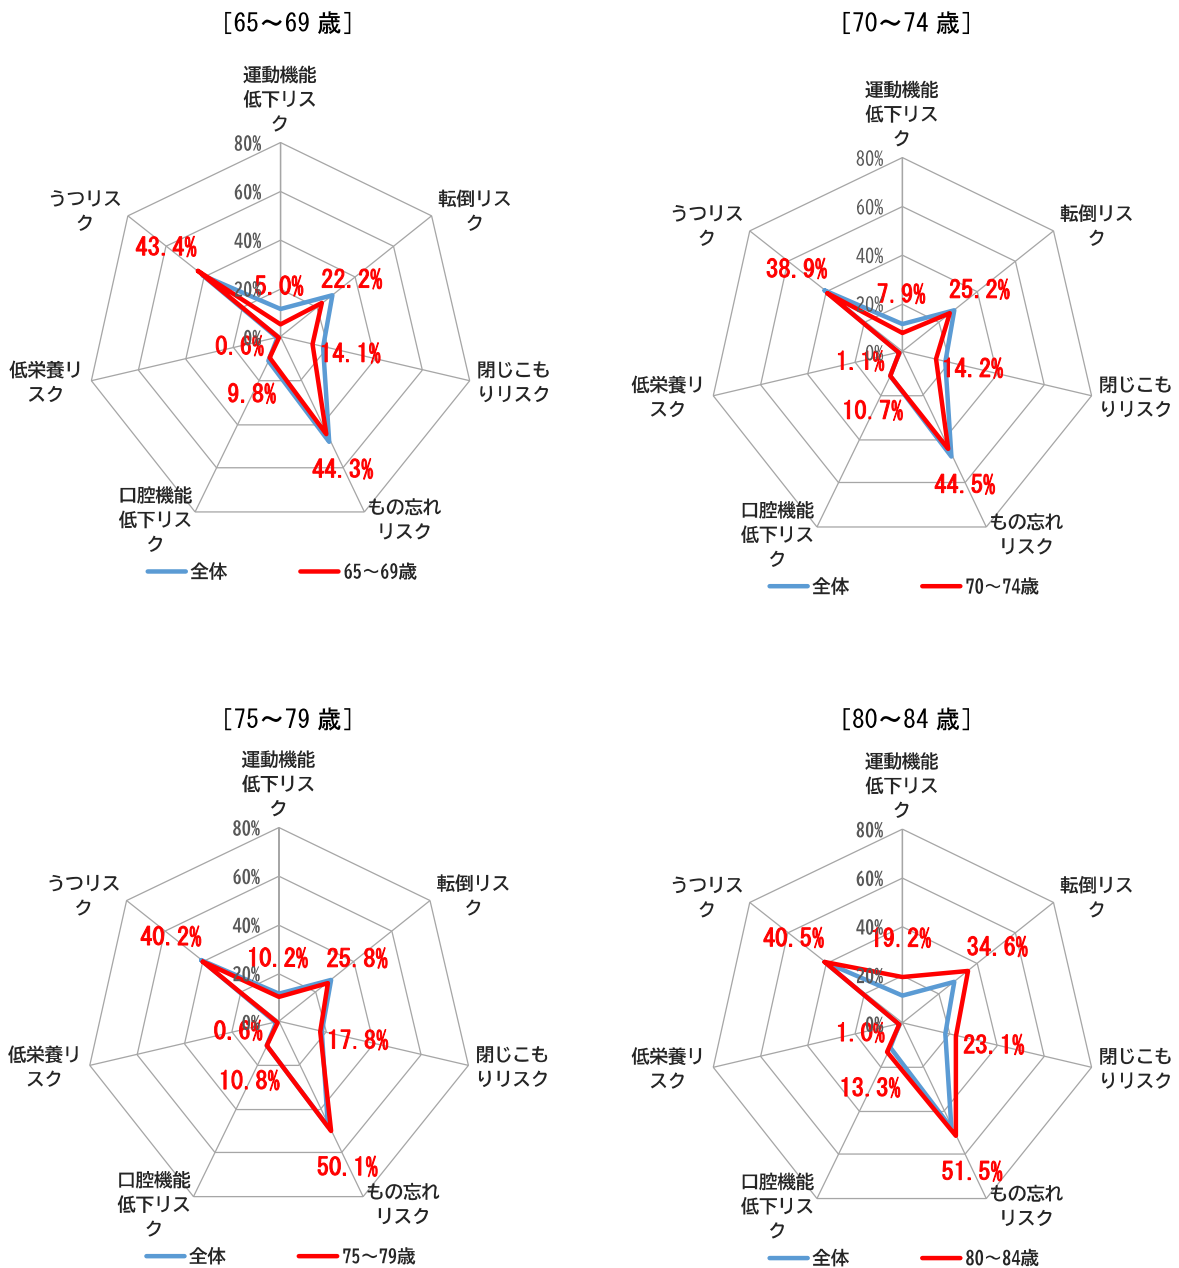 [65～69 歳]
運動機能
低下リス
ク
80%
60%
40%
20%
0%
うつリス
ク
転倒リス
ク
43.4%
5.0%
22.2%
0.6%
14.1%
低栄養リ
スク
閉じこも
りリスク
9.8%
44.3%
口腔機能
低下リス
ク
もの忘れ
リスク
全体
65～69歳
[70～74 歳]
運動機能
低下リス
ク
80%
60%
40%
20%
0%
うつリス
ク
転倒リス
ク
38.9%
7.9%
25.2%
1.1%
14.2%
低栄養リ
スク
閉じこも
りリスク
10.7%
44.5%
口腔機能
低下リス
ク
もの忘れ
リスク
全体
70～74歳
[75～79 歳]
運動機能
低下リス
ク
80%
60%
40%
20%
0%
うつリス
ク
転倒リス
ク
40.2%
10.2%
25.8%
0.6%
17.8%
低栄養リ
スク
閉じこも
りリスク
10.8%
50.1%
口腔機能
低下リス
ク
もの忘れ
リスク
全体
75～79歳
[80～84 歳]
運動機能
低下リス
ク
80%
60%
40%
20%
0%
うつリス
ク
転倒リス
ク
40.5%
19.2%
34.6%
1.0%
23.1%
低栄養リ
スク
閉じこも
りリスク
13.3%
51.5%
口腔機能
低下リス
ク
もの忘れ
リスク
全体
80～84歳